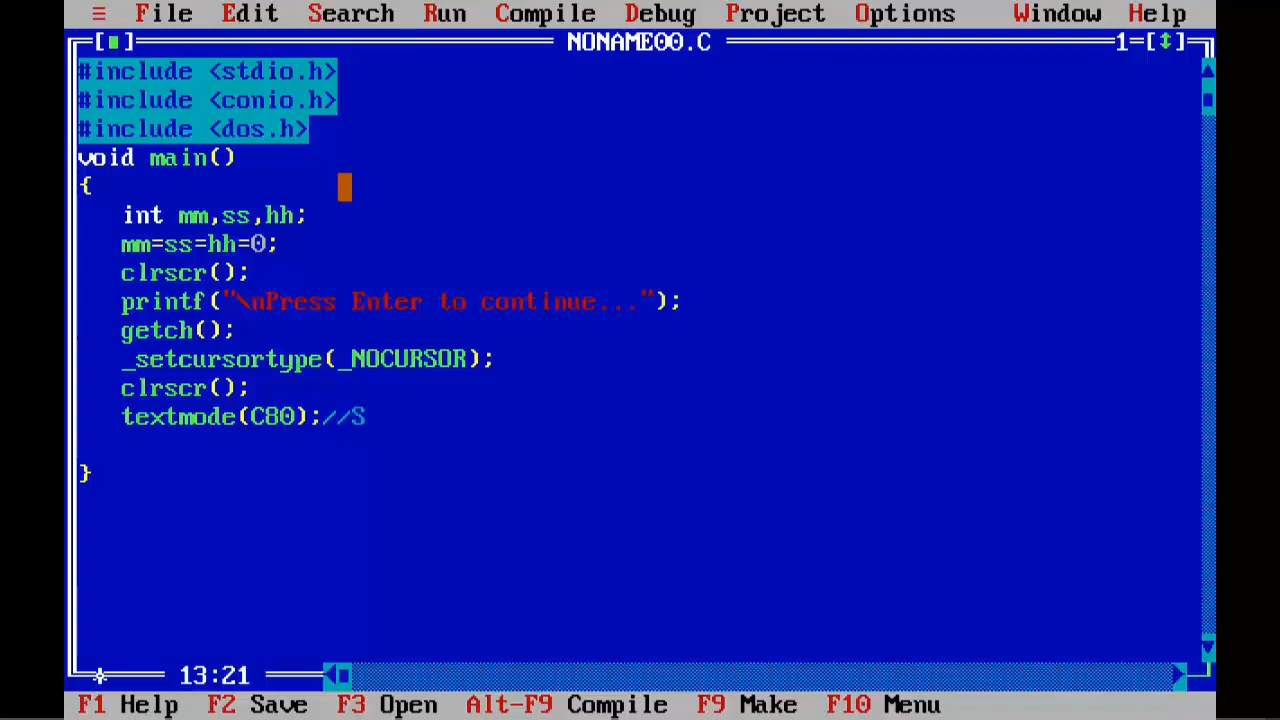 ≡ File Edit Search Run Compile Debug Project Options Window Help
[■] NONAME00.C 1=[↕]
#include <stdio.h>
#include <conio.h>
#include <dos.h>
void main()
{
int mm,ss,hh;
mm=ss=hh=0;
clrscr();
printf("\nPress Enter to continue...");
getch();
_setcursortype(_NOCURSOR);
clrscr();
textmode(C80);//S
}
13:21
F1 Help F2 Save F3 Open Alt-F9 Compile F9 Make F10 Menu